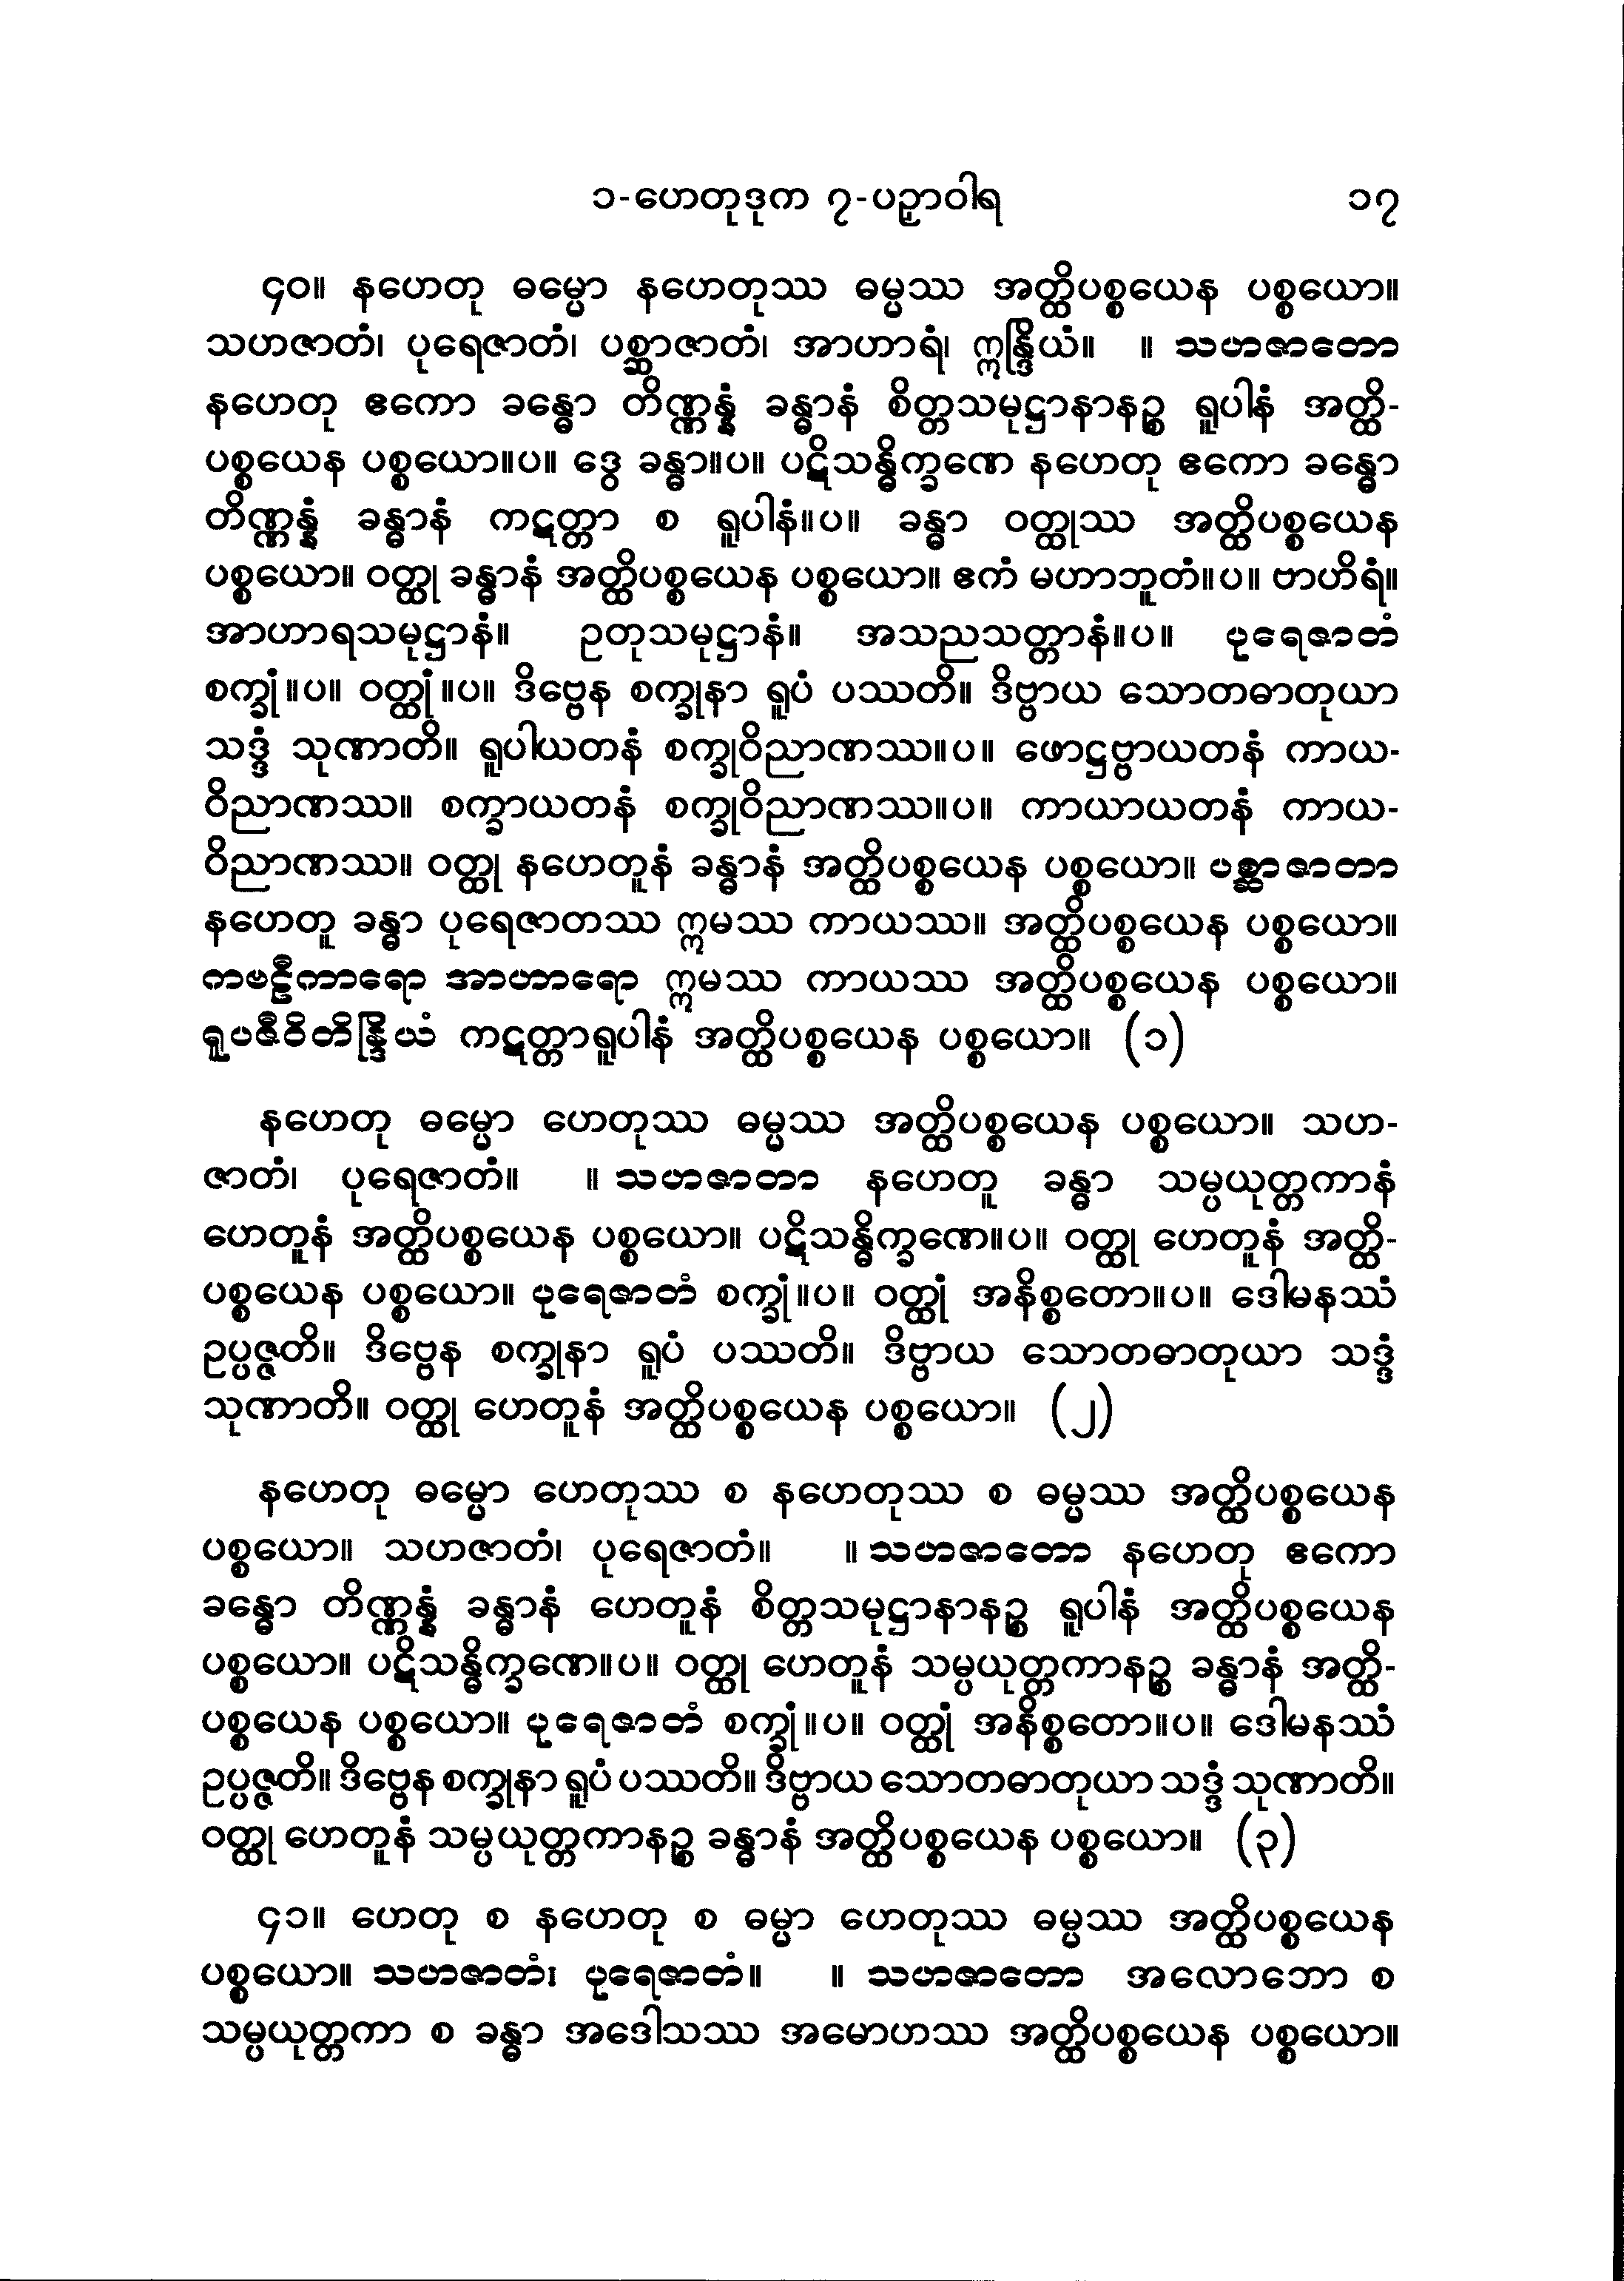 ၁-ဟေတုဒုက ၇-ပဉှာဝါရ ၁၇
၄၀။ နဟေတု ဓမ္မော နဟေတုဿ ဓမ္မဿ အတ္ထိပစ္စယေန ပစ္စယော။
သဟဇာတံ၊ ပုရေဇာတံ၊ ပစ္ဆာဇာတံ၊ အာဟာရံ၊ ဣန္ဒြိယံ။ ။ သဟဇာတော
နဟေတု ဧကော ခန္ဓော တိဏ္ဏန္နံ ခန္ဓာနံ စိတ္တသမုဋ္ဌာနာနဉ္စ ရူပါနံ အတ္ထိ-
ပစ္စယေန ပစ္စယော။ပ။ ဒွေ ခန္ဓာ။ပ။ ပဋိသန္ဓိက္ခဏေ နဟေတု ဧကော ခန္ဓော
တိဏ္ဏန္နံ ခန္ဓာနံ ကဋတ္တာ စ ရူပါနံ။ပ။ ခန္ဓာ ဝတ္ထုဿ အတ္ထိပစ္စယေန
ပစ္စယော။ ဝတ္ထု ခန္ဓာနံ အတ္ထိပစ္စယေန ပစ္စယော။ ဧကံ မဟာဘူတံ။ပ။ ဗာဟိရံ။
အာဟာရသမုဋ္ဌာနံ။ ဥတုသမုဋ္ဌာနံ။ အသညသတ္တာနံ။ပ။ ပုရေဇာတံ
စက္ခုံ။ပ။ ဝတ္ထုံ။ပ။ ဒိဗ္ဗေန စက္ခုနာ ရူပံ ပဿတိ။ ဒိဗ္ဗာယ သောတဓာတုယာ
သဒ္ဒံ သုဏာတိ။ ရူပါယတနံ စက္ခုဝိညာဏဿ။ပ။ ဖောဋ္ဌဗ္ဗာယတနံ ကာယ-
ဝိညာဏဿ။ စက္ခာယတနံ စက္ခုဝိညာဏဿ။ပ။ ကာယာယတနံ ကာယ-
ဝိညာဏဿ။ ဝတ္ထု နဟေတူနံ ခန္ဓာနံ အတ္ထိပစ္စယေန ပစ္စယော။ ပစ္ဆာဇာတာ
နဟေတူ ခန္ဓာ ပုရေဇာတဿ ဣမဿ ကာယဿ။ အတ္ထိပစ္စယေန ပစ္စယော။
ကဗဠီကာရော အာဟာရော ဣမဿ ကာယဿ အတ္ထိပစ္စယေန ပစ္စယော။
ရူပဇီဝိတိန္ဒြိယံ ကဋတ္တာရူပါနံ အတ္ထိပစ္စယေန ပစ္စယော။ (၁)
နဟေတု ဓမ္မော ဟေတုဿ ဓမ္မဿ အတ္ထိပစ္စယေန ပစ္စယော။ သဟ-
ဇာတံ၊ ပုရေဇာတံ။ ။ သဟဇာတာ နဟေတူ ခန္ဓာ သမ္ပယုတ္တကာနံ
ဟေတူနံ အတ္ထိပစ္စယေန ပစ္စယော။ ပဋိသန္ဓိက္ခဏေ။ပ။ ဝတ္ထု ဟေတူနံ အတ္ထိ-
ပစ္စယေန ပစ္စယော။ ပုရေဇာတံ စက္ခုံ။ပ။ ဝတ္ထုံ အနိစ္စတော။ပ။ ဒေါမနဿံ
ဥပ္ပဇ္ဇတိ။ ဒိဗ္ဗေန စက္ခုနာ ရူပံ ပဿတိ။ ဒိဗ္ဗာယ သောတဓာတုယာ သဒ္ဒံ
သုဏာတိ။ ဝတ္ထု ဟေတူနံ အတ္ထိပစ္စယေန ပစ္စယော။ (၂)
နဟေတု ဓမ္မော ဟေတုဿ စ နဟေတုဿ စ ဓမ္မဿ အတ္ထိပစ္စယေန
ပစ္စယော။ သဟဇာတံ၊ ပုရေဇာတံ။ ။ သဟဇာတော နဟေတု ဧကော
ခန္ဓော တိဏ္ဏန္နံ ခန္ဓာနံ ဟေတူနံ စိတ္တသမုဋ္ဌာနာနဉ္စ ရူပါနံ အတ္ထိပစ္စယေန
ပစ္စယော။ ပဋိသန္ဓိက္ခဏေ။ပ။ ဝတ္ထု ဟေတူနံ သမ္ပယုတ္တကာနဉ္စ ခန္ဓာနံ အတ္ထိ-
ပစ္စယေန ပစ္စယော။ ပုရေဇာတံ စက္ခုံ။ပ။ ဝတ္ထုံ အနိစ္စတော။ပ။ ဒေါမနဿံ
ဥပ္ပဇ္ဇတိ။ ဒိဗ္ဗေန စက္ခုနာ ရူပံ ပဿတိ။ ဒိဗ္ဗာယ သောတဓာတုယာ သဒ္ဒံ သုဏာတိ။
ဝတ္ထု ဟေတူနံ သမ္ပယုတ္တကာနဉ္စ ခန္ဓာနံ အတ္ထိပစ္စယေန ပစ္စယော။ (၃)
၄၁။ ဟေတု စ နဟေတု စ ဓမ္မာ ဟေတုဿ ဓမ္မဿ အတ္ထိပစ္စယေန
ပစ္စယော။ သဟဇာတံ၊ ပုရေဇာတံ။ ။ သဟဇာတော အလောဘော စ
သမ္ပယုတ္တကာ စ ခန္ဓာ အဒေါသဿ အမောဟဿ အတ္ထိပစ္စယေန ပစ္စယော။